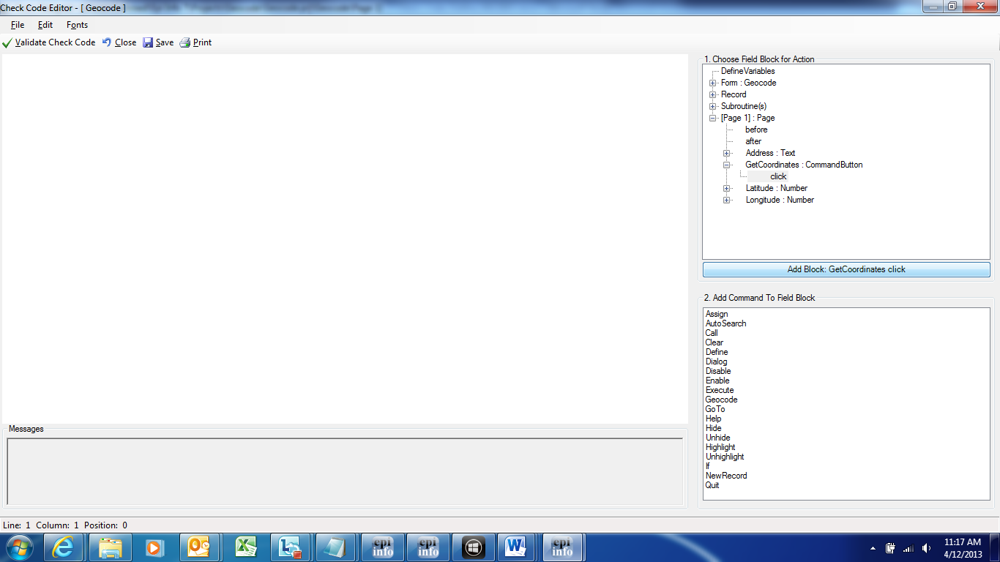 Check Code Editor - [ Geocode ]
File Edit Fonts
Validate Check Code Close Save Print
1. Choose Field Block for Action
DefineVariables
Form : Geocode
Record
Subroutine(s)
[Page 1] : Page
before
after
Address : Text
GetCoordinates : CommandButton
click
Latitude : Number
Longitude : Number
Add Block: GetCoordinates click
2. Add Command To Field Block
Assign
AutoSearch
Call
Clear
Define
Dialog
Disable
Enable
Execute
Geocode
GoTo
Help
Hide
Unhide
Highlight
Unhighlight
If
NewRecord
Quit
Messages
Line: 1 Column: 1 Position: 0
epi info
epi info
epi info
11:17 AM
4/12/2013